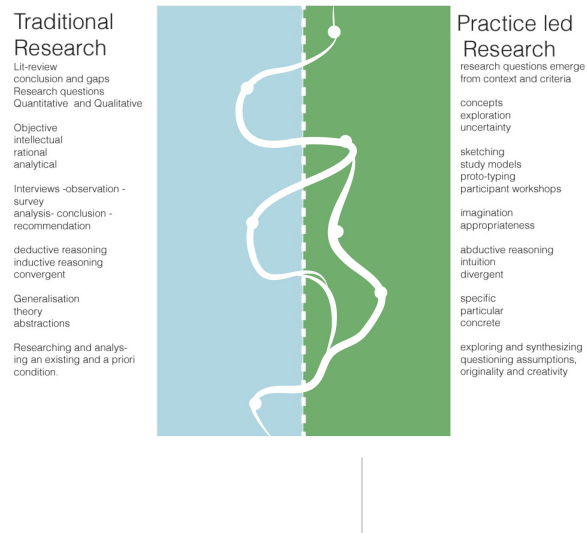 Traditional
Research
Lit-review
conclusion and gaps
Research questions
Quantitative and Qualitative
Objective
intellectual
rational
analytical
Interviews -observation -
survey
analysis- conclusion -
recommendation
deductive reasoning
inductive reasoning
convergent
Generalisation
theory
abstractions
Researching and analys-
ing an existing and a priori
condition.
Practice led
Research
research questions emerge
from context and criteria
concepts
exploration
uncertainty
sketching
study models
proto-typing
participant workshops
imagination
appropriateness
abductive reasoning
intuition
divergent
specific
particular
concrete
exploring and synthesizing
questioning assumptions,
originality and creativity